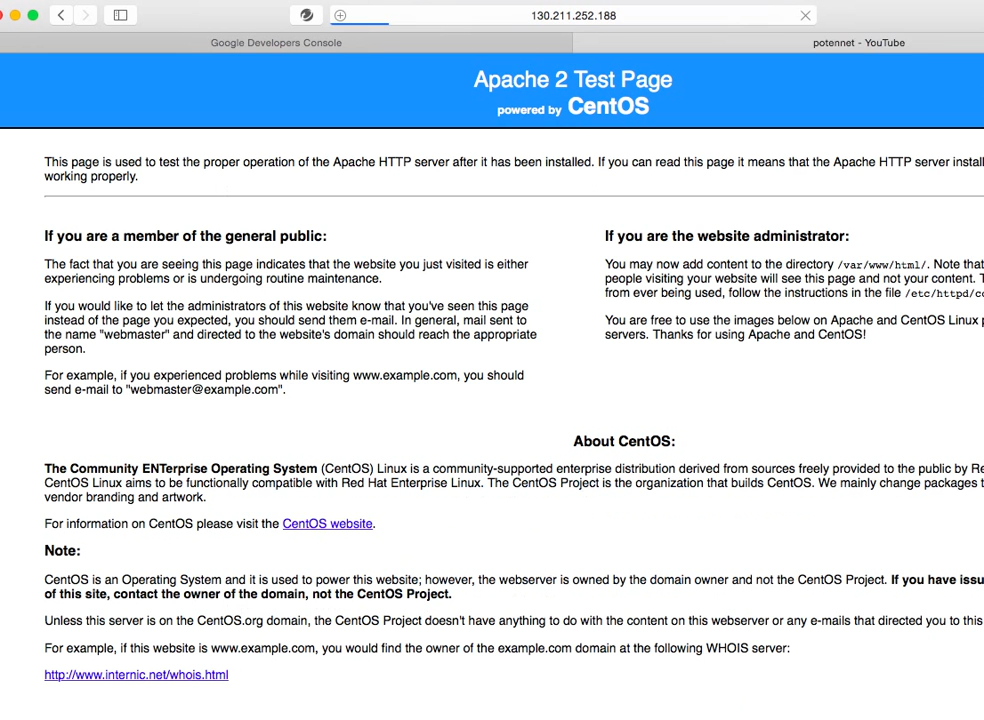 130.211.252.188
Google Developers Console
potennet - YouTube
Apache 2 Test Page
powered by CentOS
This page is used to test the proper operation of the Apache HTTP server after it has been installed. If you can read this page it means that the Apache HTTP server install
working properly.
If you are a member of the general public:
The fact that you are seeing this page indicates that the website you just visited is either
experiencing problems or is undergoing routine maintenance.
If you would like to let the administrators of this website know that you've seen this page
instead of the page you expected, you should send them e-mail. In general, mail sent to
the name "webmaster" and directed to the website's domain should reach the appropriate
person.
For example, if you experienced problems while visiting www.example.com, you should
send e-mail to "webmaster@example.com".
If you are the website administrator:
You may now add content to the directory /var/www/html/. Note that
people visiting your website will see this page and not your content. T
from ever being used, follow the instructions in the file /etc/httpd/co
You are free to use the images below on Apache and CentOS Linux p
servers. Thanks for using Apache and CentOS!
About CentOS:
The Community ENTerprise Operating System (CentOS) Linux is a community-supported enterprise distribution derived from sources freely provided to the public by Re
CentOS Linux aims to be functionally compatible with Red Hat Enterprise Linux. The CentOS Project is the organization that builds CentOS. We mainly change packages t
vendor branding and artwork.
For information on CentOS please visit the CentOS website.
Note:
CentOS is an Operating System and it is used to power this website; however, the webserver is owned by the domain owner and not the CentOS Project. If you have issu
of this site, contact the owner of the domain, not the CentOS Project.
Unless this server is on the CentOS.org domain, the CentOS Project doesn't have anything to do with the content on this webserver or any e-mails that directed you to this
For example, if this website is www.example.com, you would find the owner of the example.com domain at the following WHOIS server:
http://www.internic.net/whois.html